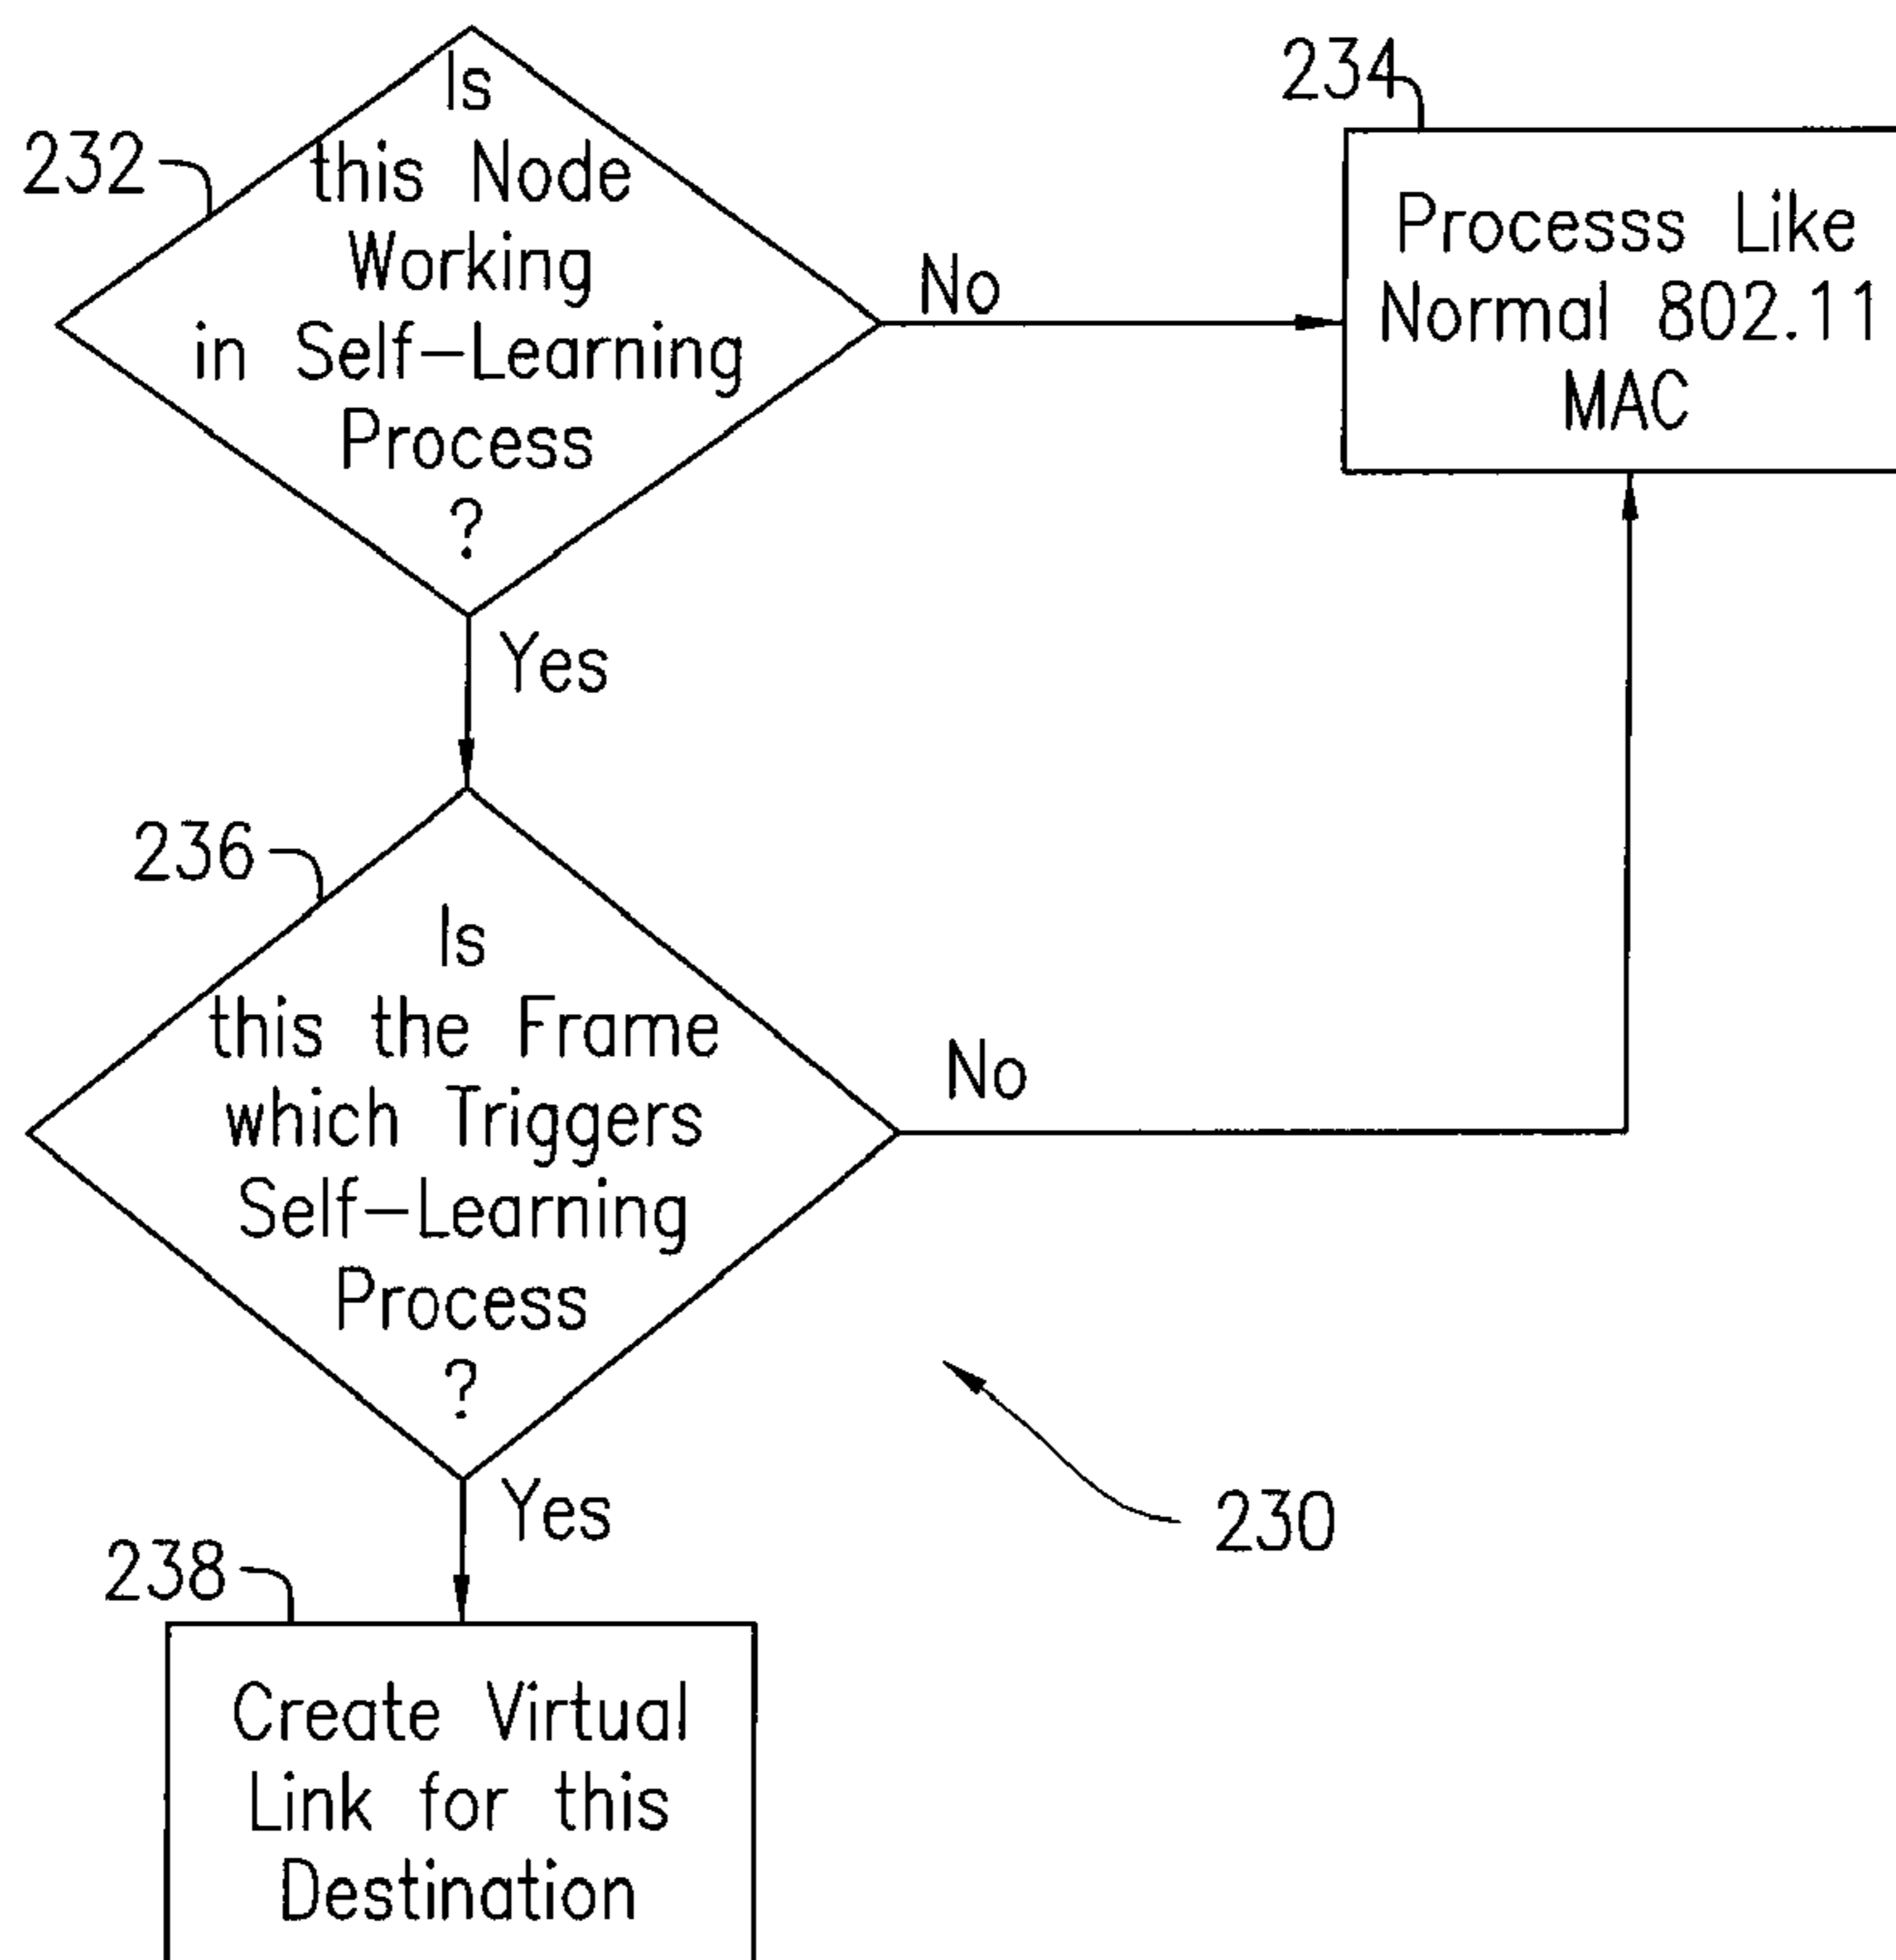 232
Is
this Node
Working
in Self-Learning
Process
?
No
234
Processs Like
Normal 802.11
MAC
Yes
236
Is
this the Frame
which Triggers
Self-Learning
Process
?
No
Yes
230
238
Create Virtual
Link for this
Destination